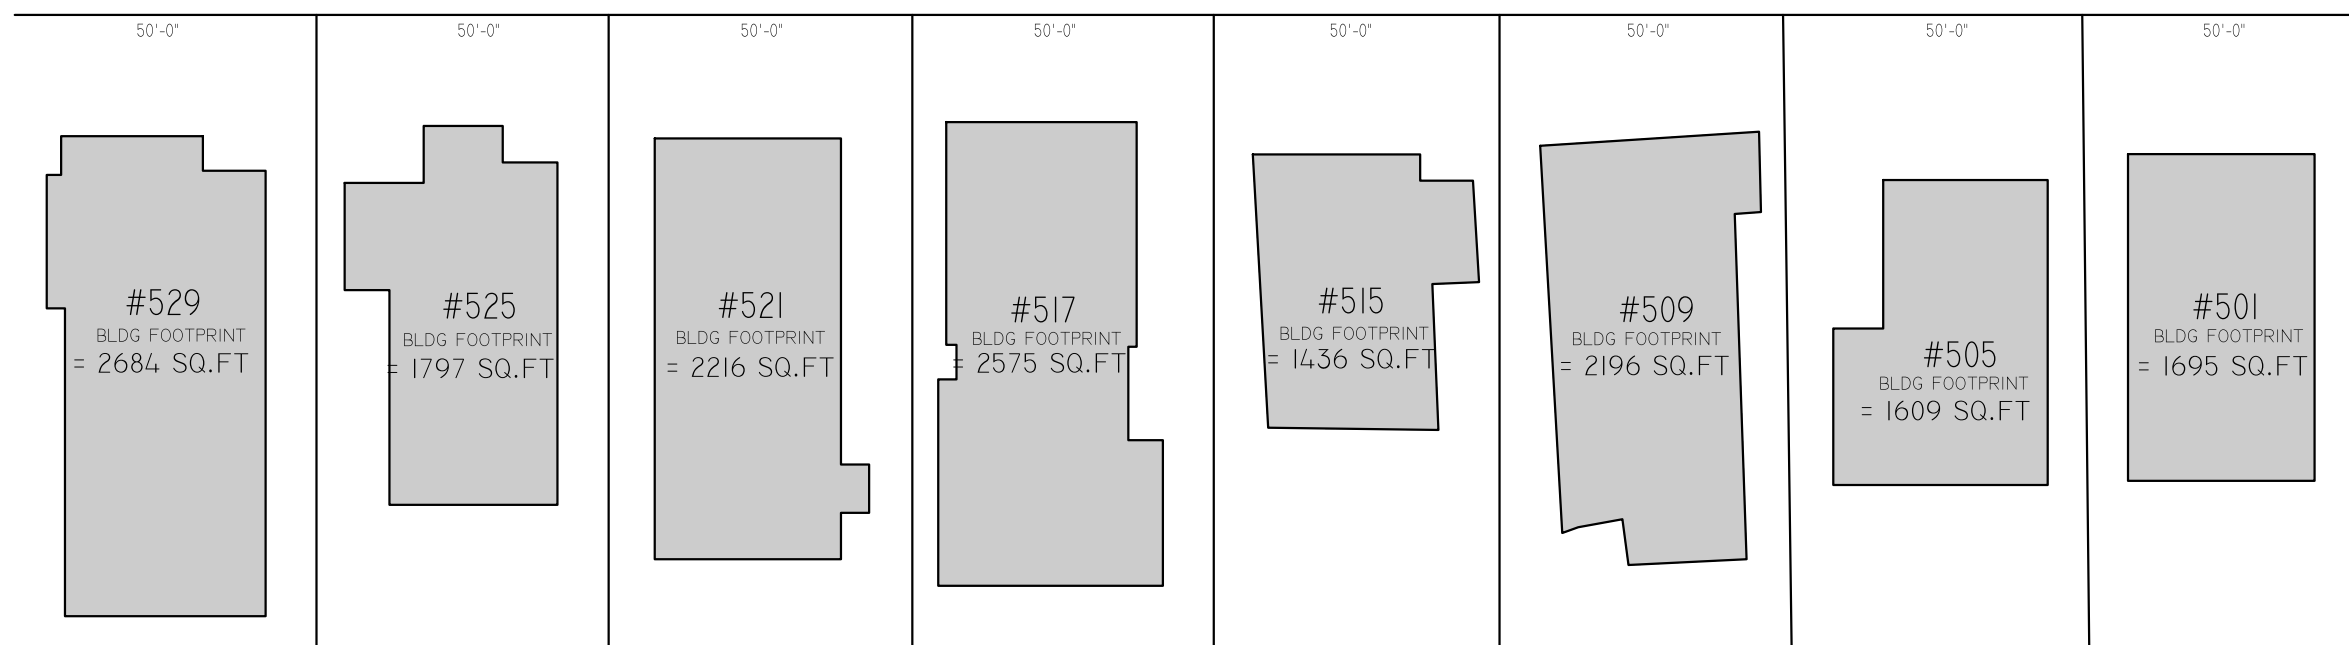 50'-0" 50'-0" 50'-0" 50'-0" 50'-0" 50'-0" 50'-0" 50'-0"
#529
BLDG FOOTPRINT
= 2684 SQ.FT
#525
BLDG FOOTPRINT
= 1797 SQ.FT
#521
BLDG FOOTPRINT
= 2216 SQ.FT
#517
BLDG FOOTPRINT
= 2575 SQ.FT
#515
BLDG FOOTPRINT
= 1436 SQ.FT
#509
BLDG FOOTPRINT
= 2196 SQ.FT
#505
BLDG FOOTPRINT
= 1609 SQ.FT
#501
BLDG FOOTPRINT
= 1695 SQ.FT